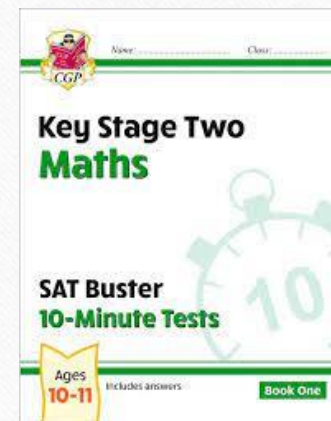 Name: Class:
CGP
Key Stage Two
Maths
10
SAT Buster
10-Minute Tests
Ages
10-11
Includes answers
Book One